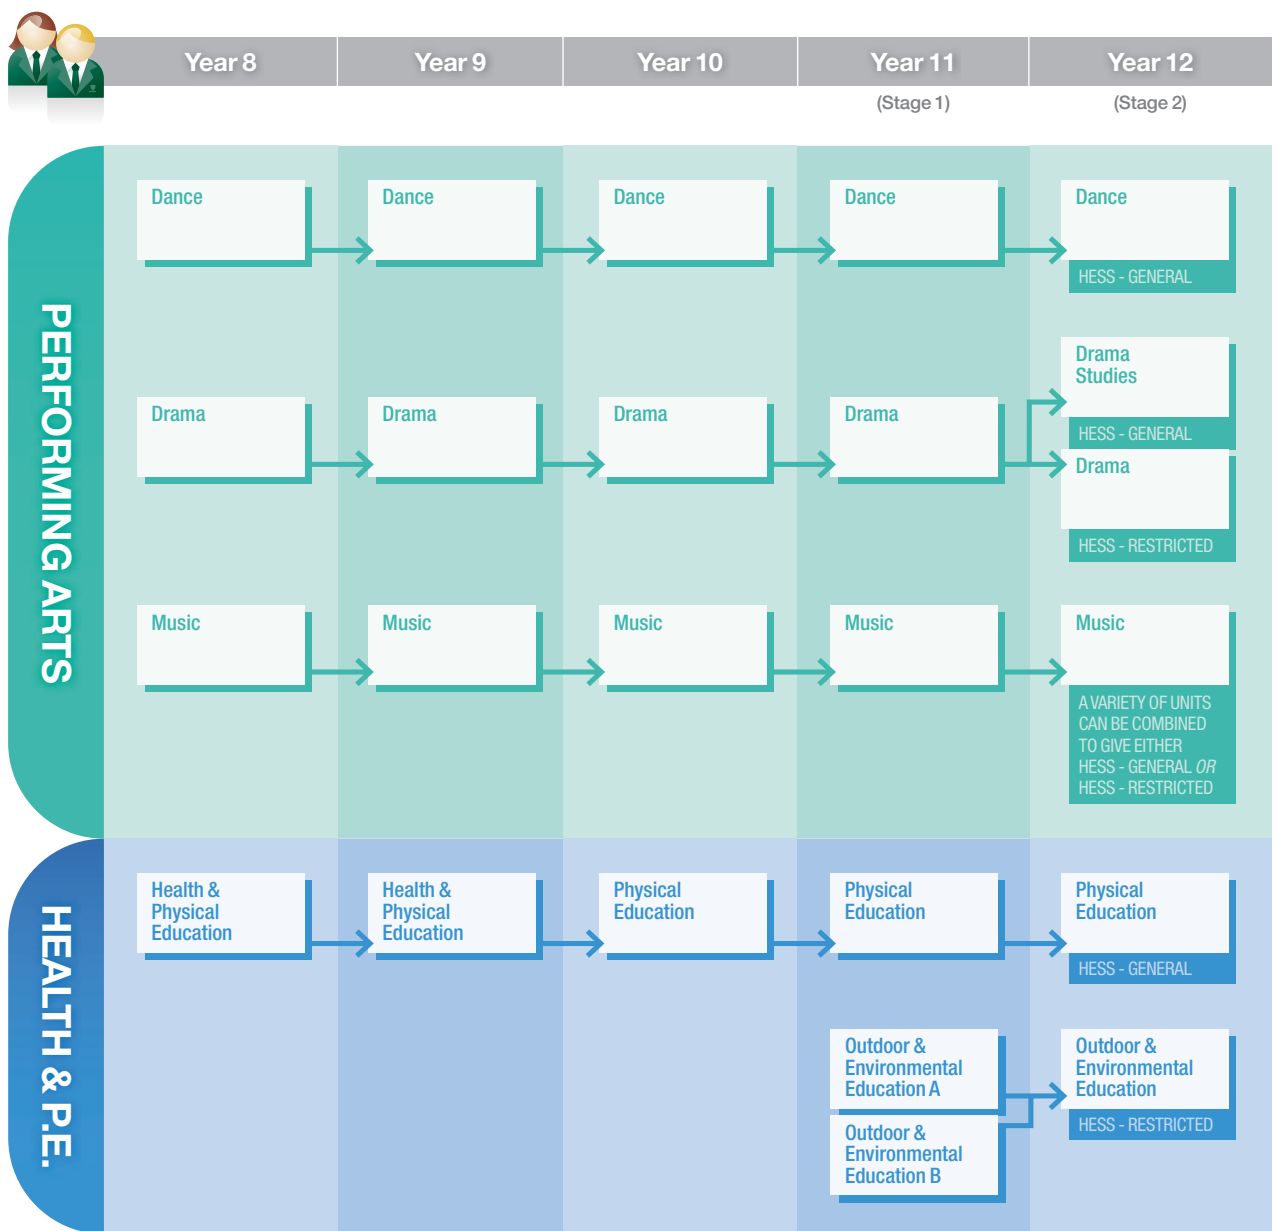 Year 8
Year 9
Year 10
Year 11
Year 12
(Stage 1)
(Stage 2)
PERFORMING ARTS
Dance
Dance
Dance
Dance
Dance
HESS - GENERAL
Drama
Studies
HESS - GENERAL
Drama
Drama
Drama
Drama
Drama
HESS - RESTRICTED
Music
Music
Music
Music
Music
A VARIETY OF UNITS
CAN BE COMBINED
TO GIVE EITHER
HESS - GENERAL OR
HESS - RESTRICTED
HEALTH & P.E.
Health &
Physical
Education
Health &
Physical
Education
Physical
Education
Physical
Education
Physical
Education
HESS - GENERAL
Outdoor &
Environmental
Education A
Outdoor &
Environmental
Education B
Outdoor &
Environmental
Education
HESS - RESTRICTED